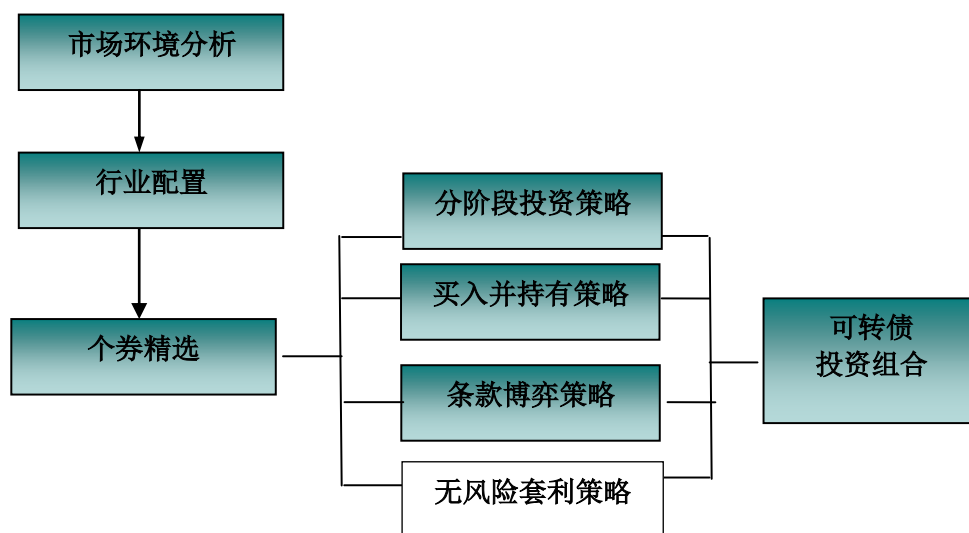 市场环境分析
行业配置
个券精选
分阶段投资策略
买入并持有策略
条款博弈策略
无风险套利策略
可转债
投资组合